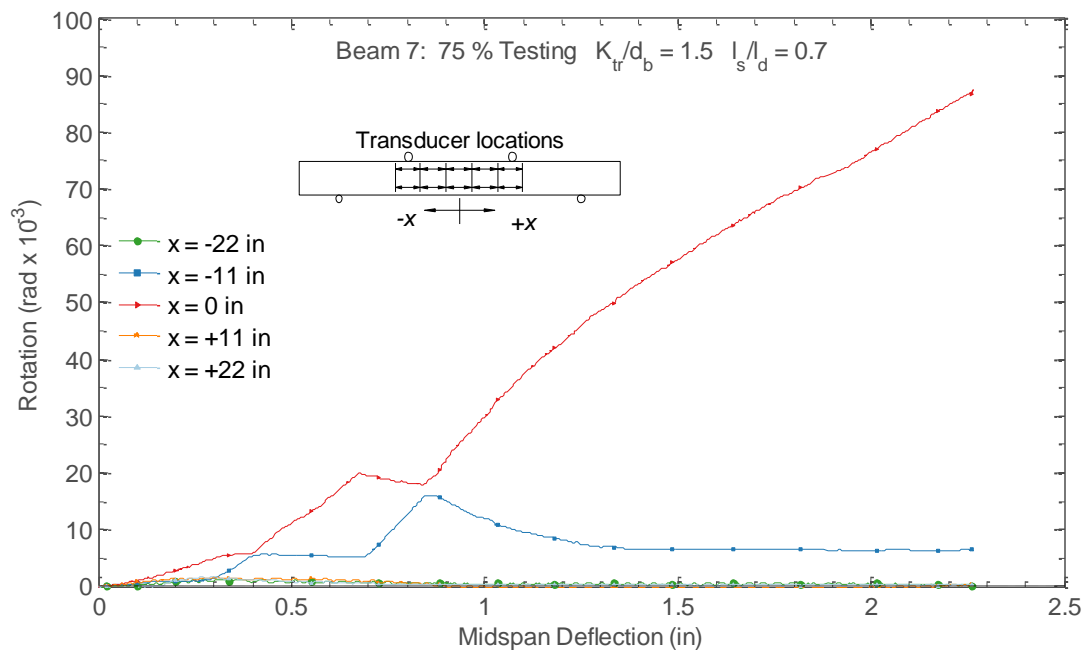 Beam 7: 75 % Testing K_tr/d_b = 1.5 l_s/l_d = 0.7
Transducer locations
-x +x
x = -22 in
x = -11 in
x = 0 in
x = +11 in
x = +22 in
Rotation (rad x 10^-3)
100
90
80
70
60
50
40
30
20
10
0
0 0.5 1 1.5 2 2.5
Midspan Deflection (in)